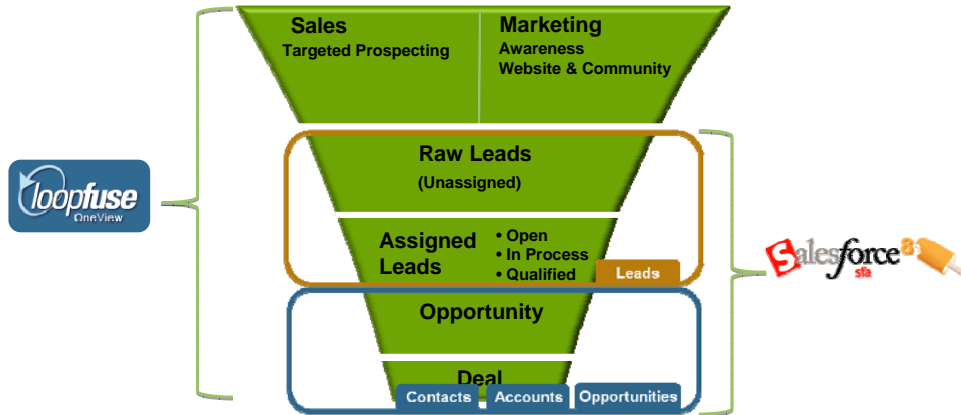 Sales
Targeted Prospecting
Marketing
Awareness
Website & Community
Raw Leads
(Unassigned)
loopfuse
OneView
Assigned
Leads
• Open
• In Process
• Qualified
Leads
Salesforce
sfa
Opportunity
Deal
Contacts
Accounts
Opportunities